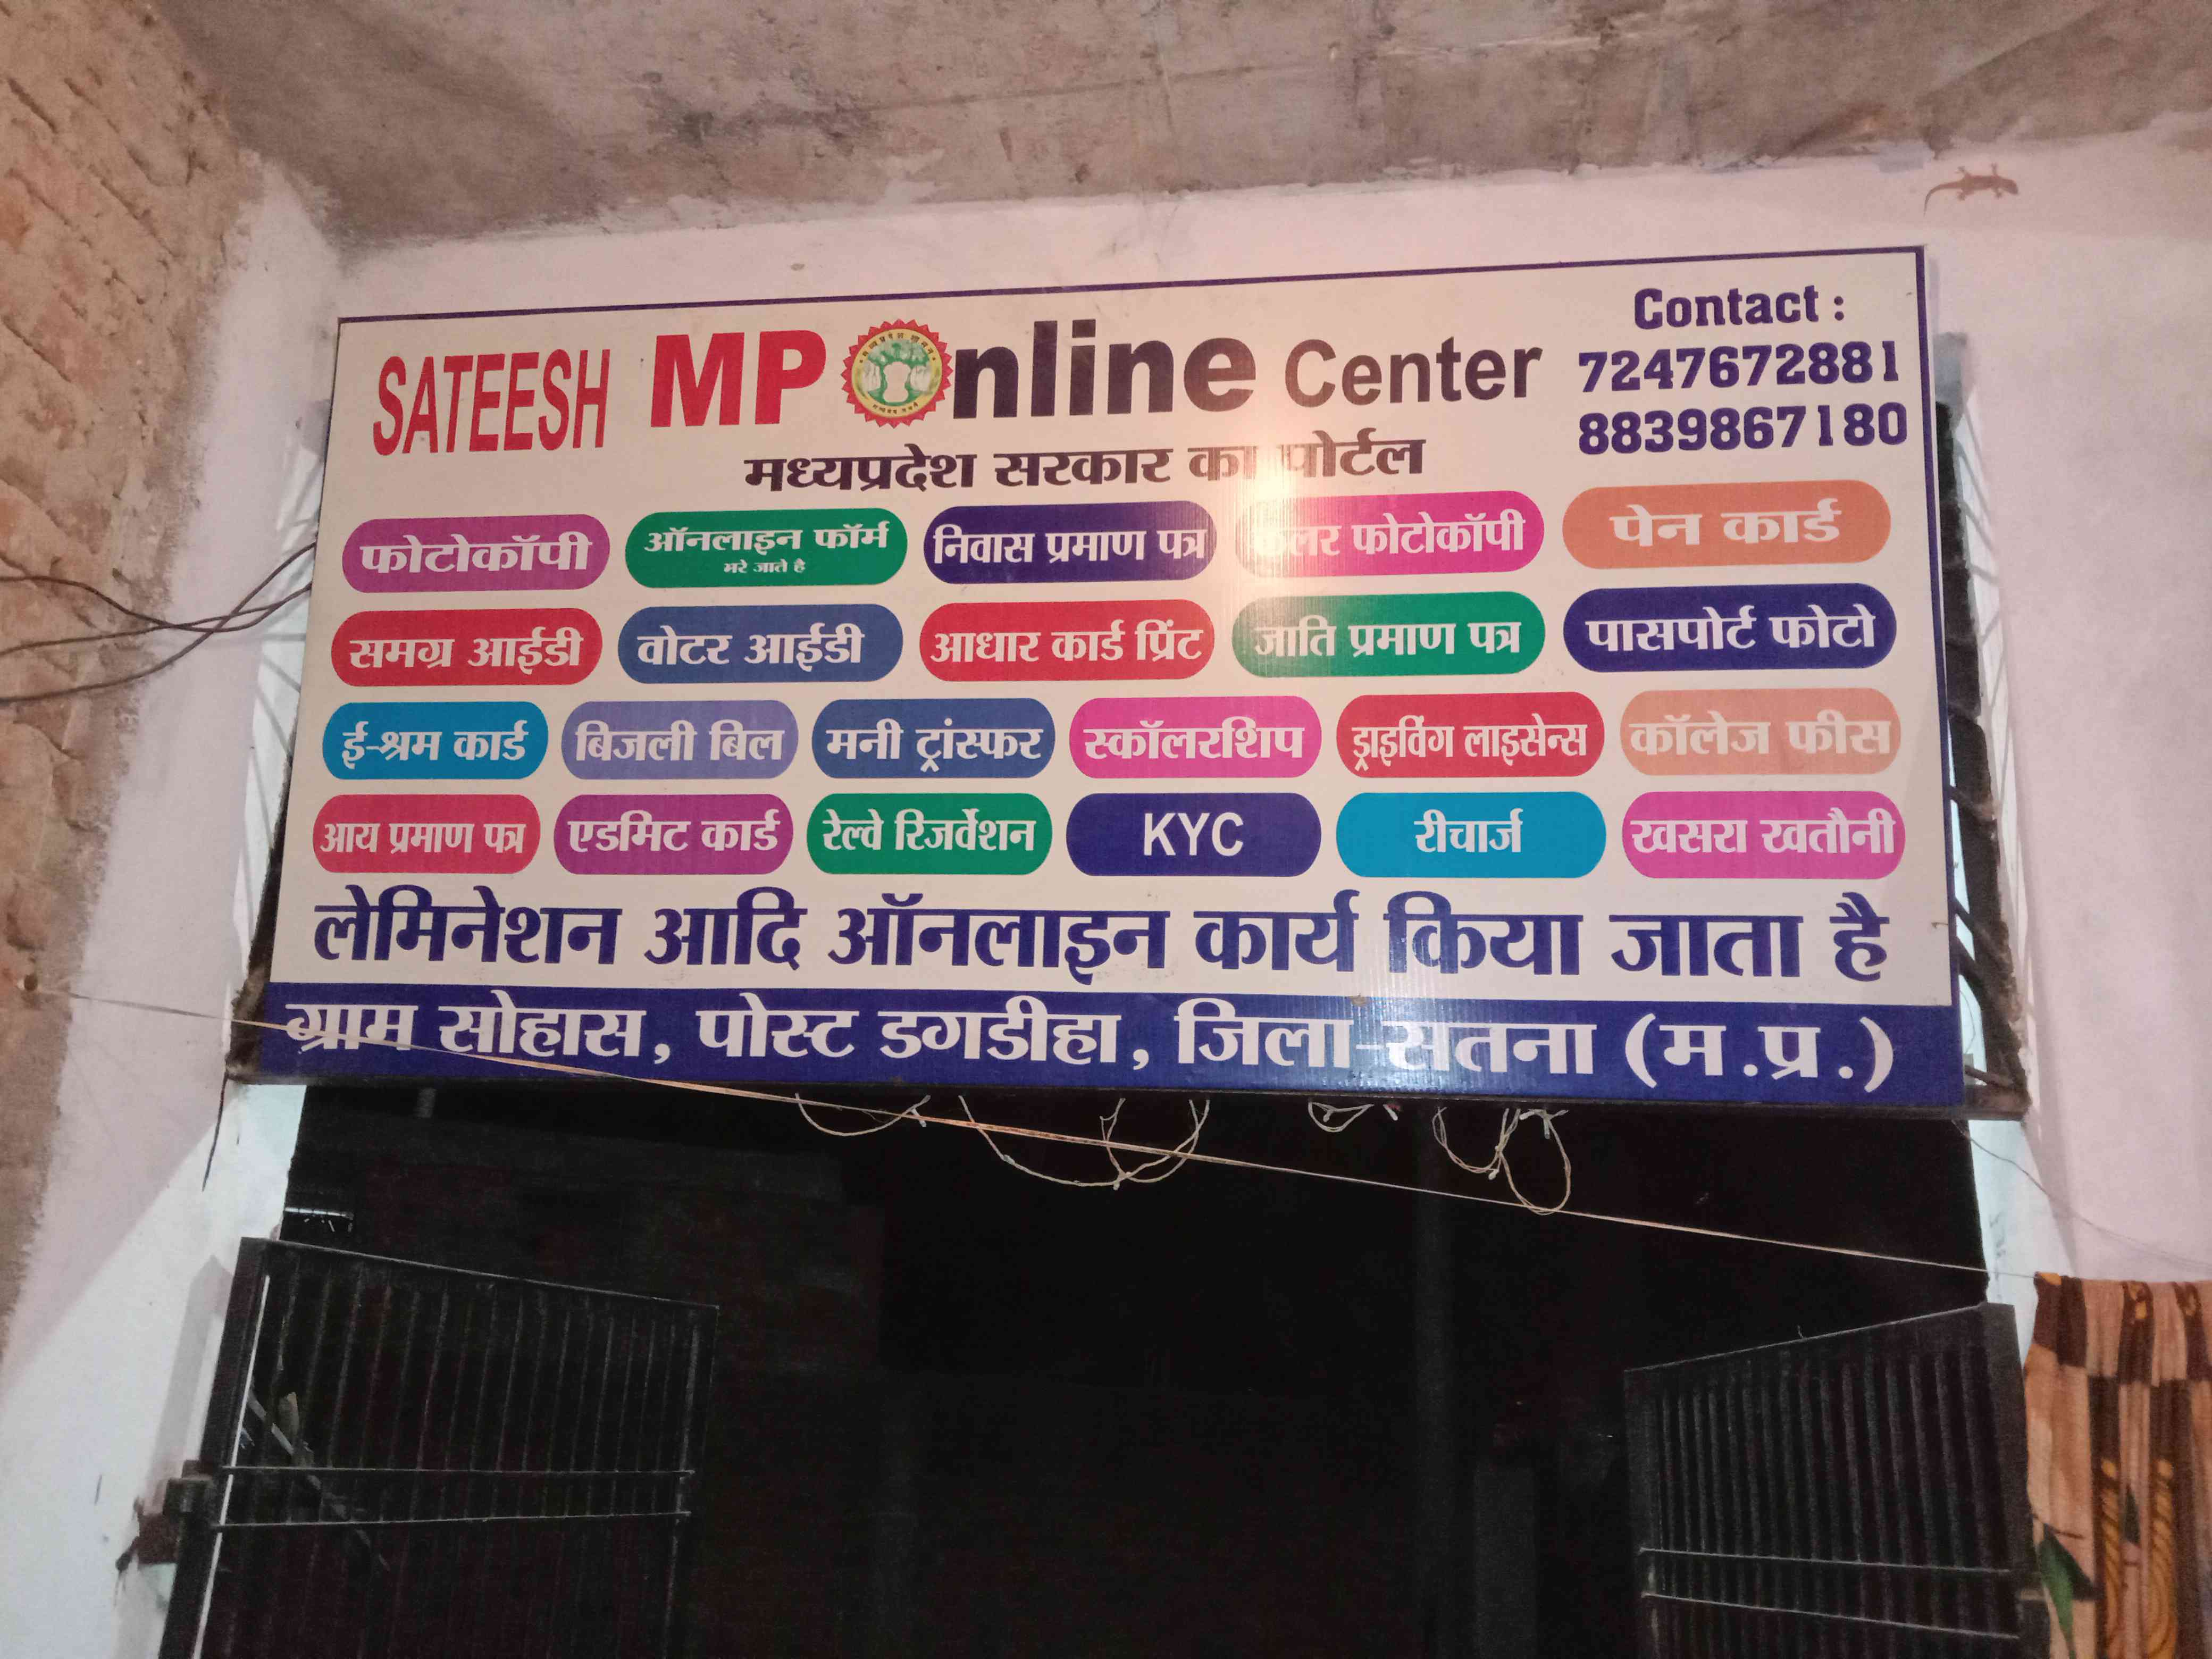 SATEESH MP Online Center
Contact :
7247672881
8839867180
मध्यप्रदेश सरकार का पोर्टल
फोटोकॉपी ऑनलाइन फॉर्म निवास प्रमाण पत्र कलर फोटोकॉपी पेन कार्ड
भरे जाते है
समग्र आईडी वोटर आईडी आधार कार्ड प्रिंट जाति प्रमाण पत्र पासपोर्ट फोटो
ई-श्रम कार्ड बिजली बिल मनी ट्रांस्फर स्कॉलरशिप ड्राइविंग लाइसेन्स कॉलेज फीस
आय प्रमाण पत्र एडमिट कार्ड रेल्वे रिजर्वेशन KYC रीचार्ज खसरा खतौनी
लेमिनेशन आदि ऑनलाइन कार्य किया जाता है
ग्राम सोहास, पोस्ट डगडीहा, जिला-सतना (म.प्र.)